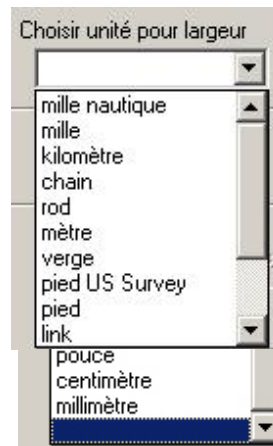 Choisir unité pour largeur
mille nautique
mille
kilomètre
chain
rod
mètre
verge
pied US Survey
pied
link
pouce
centimètre
millimètre